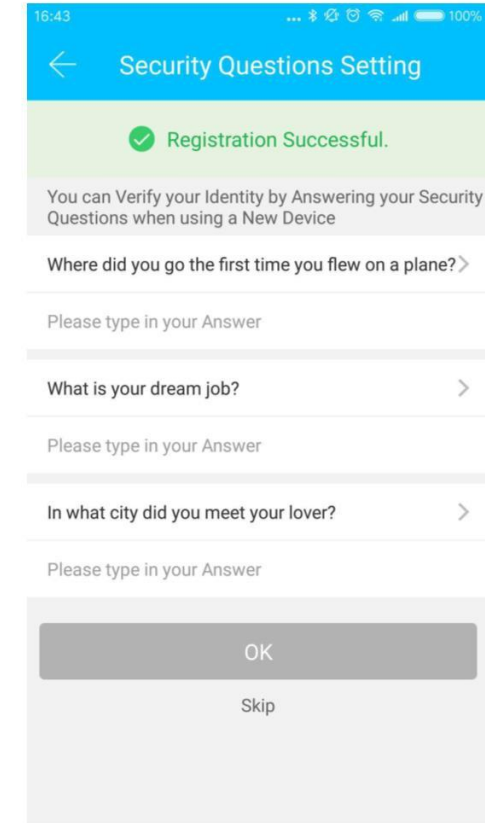 16:43 ... 100%
Security Questions Setting
Registration Successful.
You can Verify your Identity by Answering your Security
Questions when using a New Device
Where did you go the first time you flew on a plane?
Please type in your Answer
What is your dream job?
Please type in your Answer
In what city did you meet your lover?
Please type in your Answer
OK
Skip